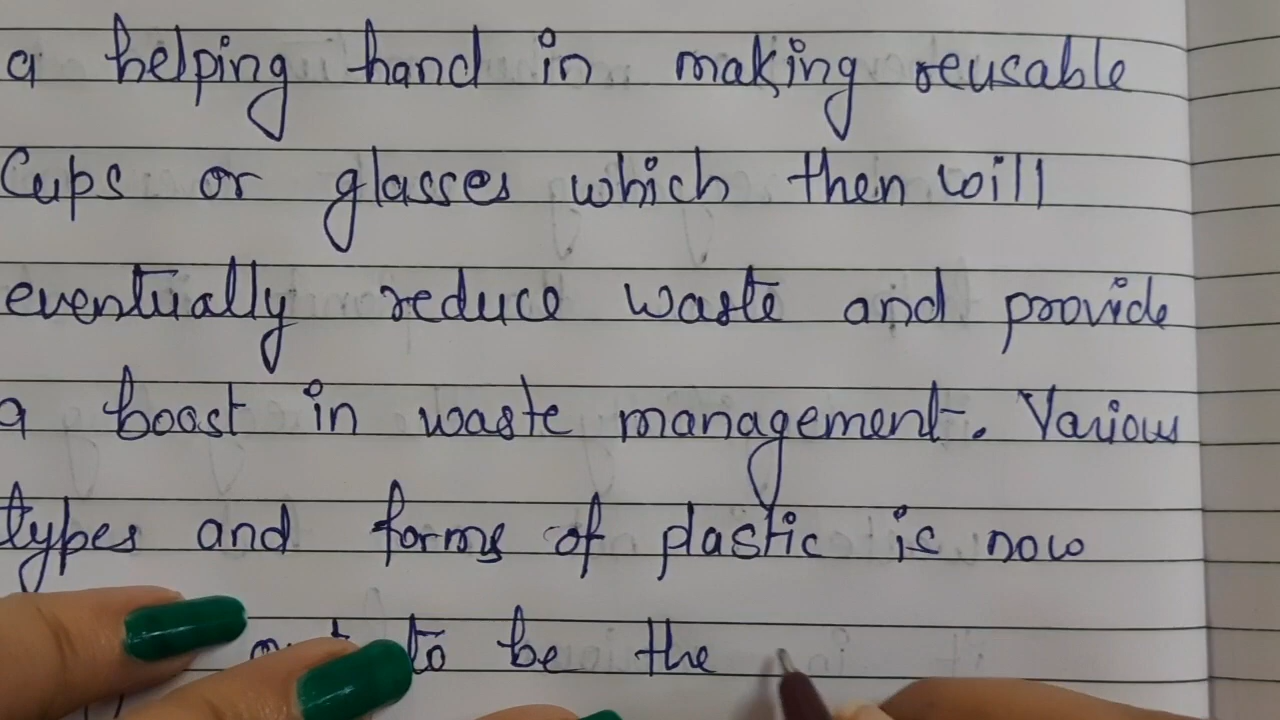 a helping hand in making reusable
Cups or glasses which then will
eventually reduce waste and provide
a boost in waste management. Various
types and forms of plastic is now
to be the